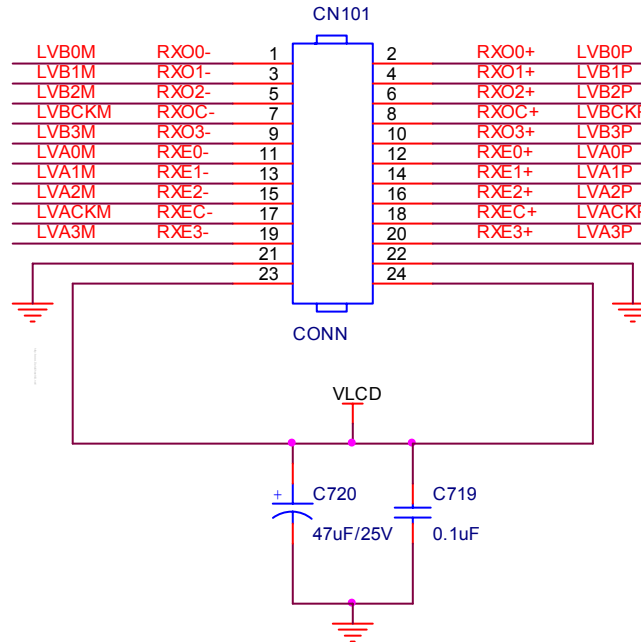 CN101
LVB0M RXO0- 1 2 RXO0+ LVB0P
LVB1M RXO1- 3 4 RXO1+ LVB1P
LVB2M RXO2- 5 6 RXO2+ LVB2P
LVBCKM RXOC- 7 8 RXOC+ LVBCKP
LVB3M RXO3- 9 10 RXO3+ LVB3P
LVA0M RXE0- 11 12 RXE0+ LVA0P
LVA1M RXE1- 13 14 RXE1+ LVA1P
LVA2M RXE2- 15 16 RXE2+ LVA2P
LVACKM RXEC- 17 18 RXEC+ LVACKP
LVA3M RXE3- 19 20 RXE3+ LVA3P
21 22
23 24
CONN
VLCD
+ C720 C719
47uF/25V 0.1uF